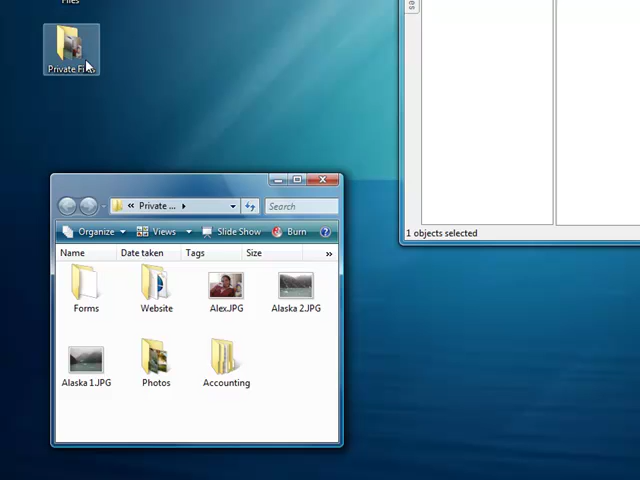 Files
Private Fi
Private ...
Search
Organize Views Slide Show Burn
Name Date taken Tags Size »
Forms Website Alex.JPG Alaska 2.JPG
Alaska 1.JPG Photos Accounting
1 objects selected